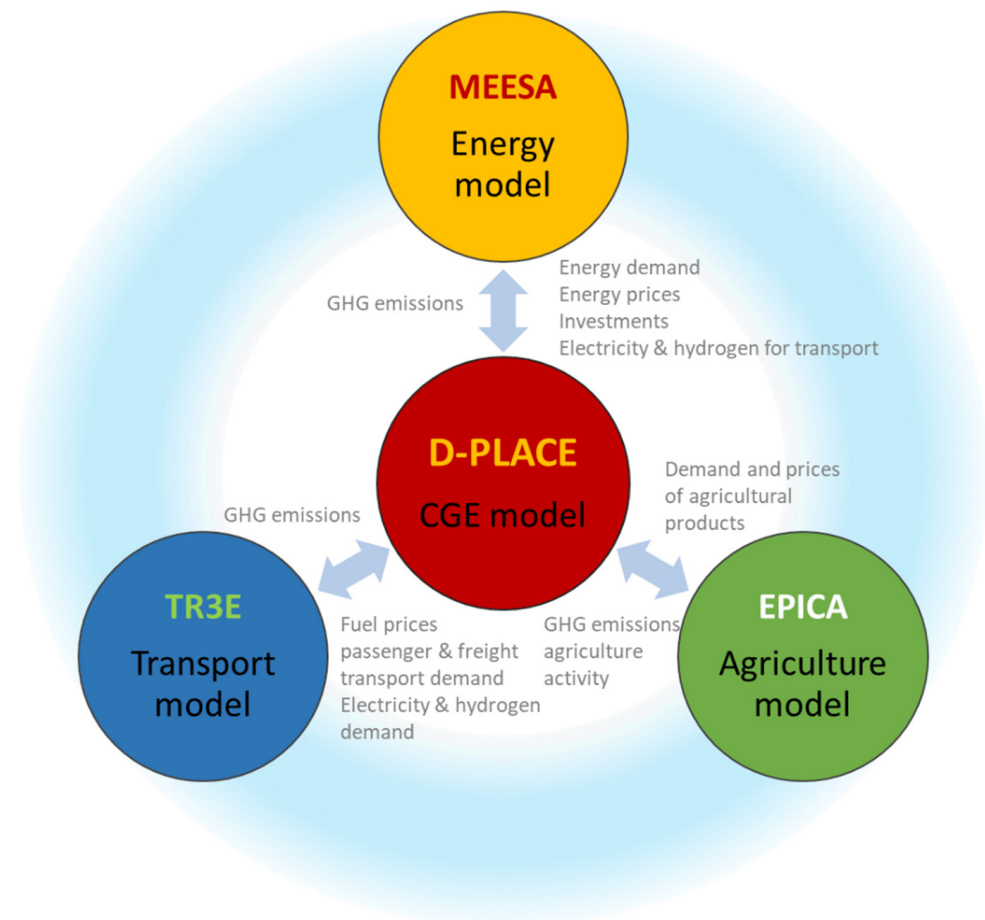 MEESA
Energy
model
GHG emissions
Energy demand
Energy prices
Investments
Electricity & hydrogen for transport
D-PLACE
CGE model
Demand and prices
of agricultural
products
GHG emissions
TR3E
Transport
model
Fuel prices
passenger & freight
transport demand
Electricity & hydrogen
demand
GHG emissions
agriculture
activity
EPICA
Agriculture
model